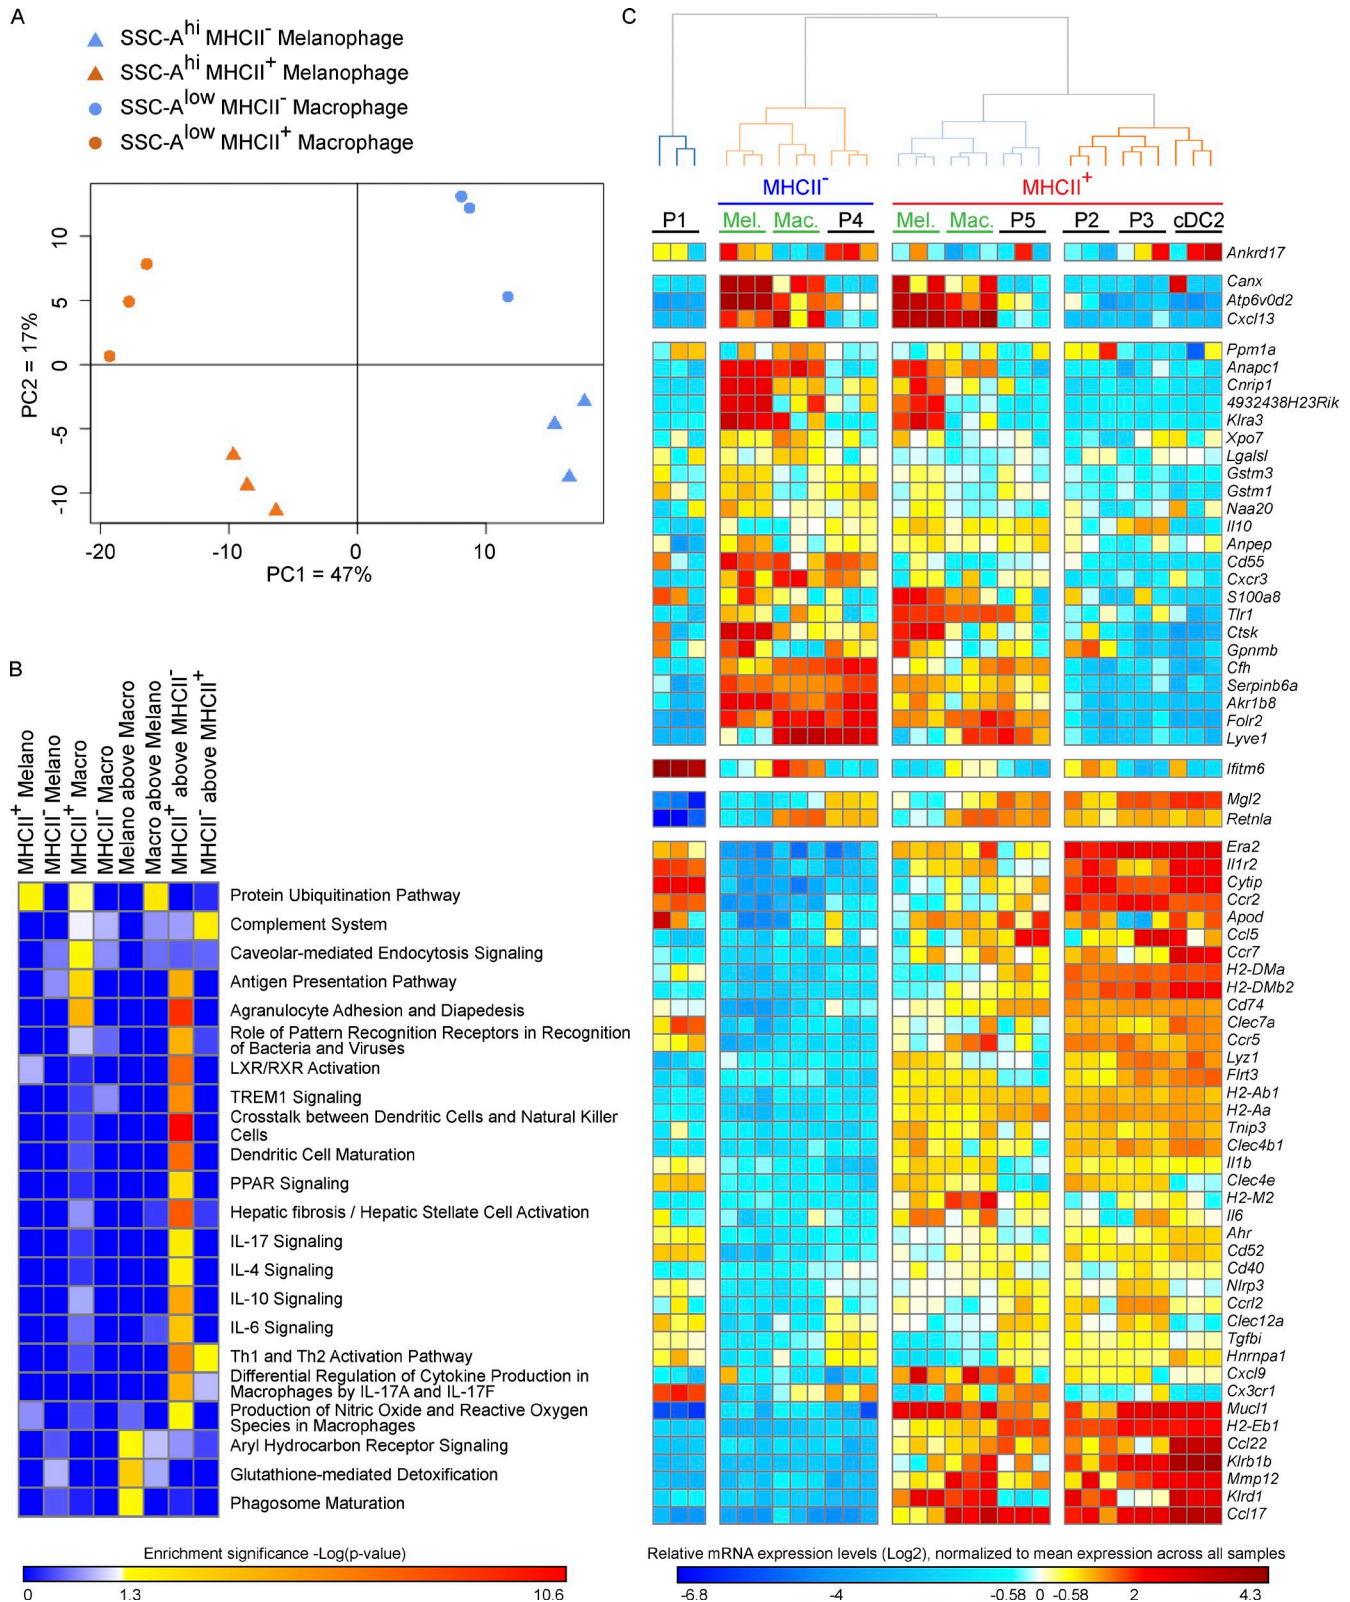 A
SSC-A^hi MHCII^- Melanophage
SSC-A^hi MHCII^+ Melanophage
SSC-A^low MHCII^- Macrophage
SSC-A^low MHCII^+ Macrophage
PC2 = 17%
10
5
0
-5
-10
-20
-10
0
10
PC1 = 47%
B
MHCII^+ Melano
MHCII^- Melano
MHCII^+ Macro
MHCII^- Macro
Melano above Macro
Macro above Melano
MHCII^+ above MHCII^-
MHCII^- above MHCII^+
Protein Ubiquitination Pathway
Complement System
Caveolar-mediated Endocytosis Signaling
Antigen Presentation Pathway
Agranulocyte Adhesion and Diapedesis
Role of Pattern Recognition Receptors in Recognition
of Bacteria and Viruses
LXR/RXR Activation
TREM1 Signaling
Crosstalk between Dendritic Cells and Natural Killer
Cells
Dendritic Cell Maturation
PPAR Signaling
Hepatic fibrosis / Hepatic Stellate Cell Activation
IL-17 Signaling
IL-4 Signaling
IL-10 Signaling
IL-6 Signaling
Th1 and Th2 Activation Pathway
Differential Regulation of Cytokine Production in
Macrophages by IL-17A and IL-17F
Production of Nitric Oxide and Reactive Oxygen
Species in Macrophages
Aryl Hydrocarbon Receptor Signaling
Glutathione-mediated Detoxification
Phagosome Maturation
Enrichment significance -Log(p-value)
0 1.3 10.6
C
MHCII^- MHCII^+
P1 Mel. Mac. P4 Mel. Mac. P5 P2 P3 cDC2
Ankrd17
Canx
Atp6v0d2
Cxcl13
Ppm1a
Anapc1
Cnrip1
4932438H23Rik
Klra3
Xpo7
Lgalsl
Gstm3
Gstm1
Naa20
Il10
Anpep
Cd55
Cxcr3
S100a8
Tlr1
Ctsk
Gpnmb
Cfh
Serpinb6a
Akr1b8
Folr2
Lyve1
Ifitm6
Mgl2
Retnla
Era2
Il1r2
Cytip
Ccr2
Apod
Ccl5
Ccr7
H2-DMa
H2-DMb2
Cd74
Clec7a
Ccr5
Lyz1
Flrt3
H2-Ab1
H2-Aa
Tnip3
Clec4b1
Il1b
Clec4e
H2-M2
Il6
Ahr
Cd52
Cd40
Nlrp3
Ccrl2
Clec12a
Tgfbi
Hnrnpa1
Cxcl9
Cx3cr1
Mucl1
H2-Eb1
Ccl22
Klrb1b
Mmp12
Klrd1
Ccl17
Relative mRNA expression levels (Log2), normalized to mean expression across all samples
-6.8 -4 -0.58 0 -0.58 2 4.3